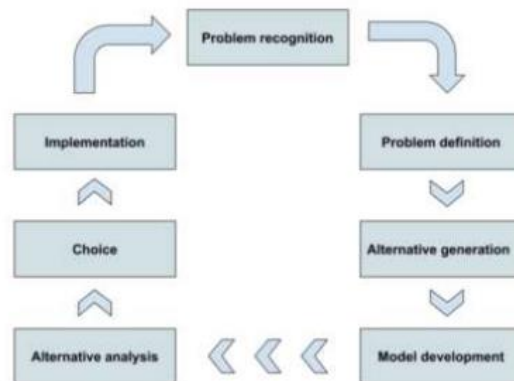 Problem recognition
Problem definition
Alternative generation
Model development
Alternative analysis
Choice
Implementation